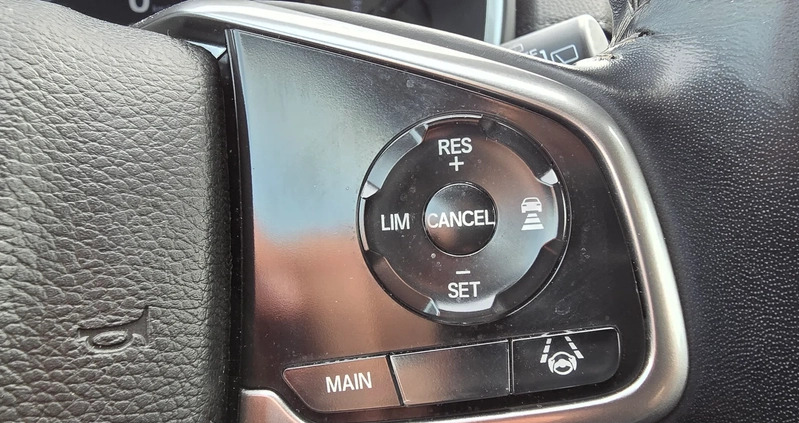 RES
+
LIM CANCEL
–
SET
MAIN